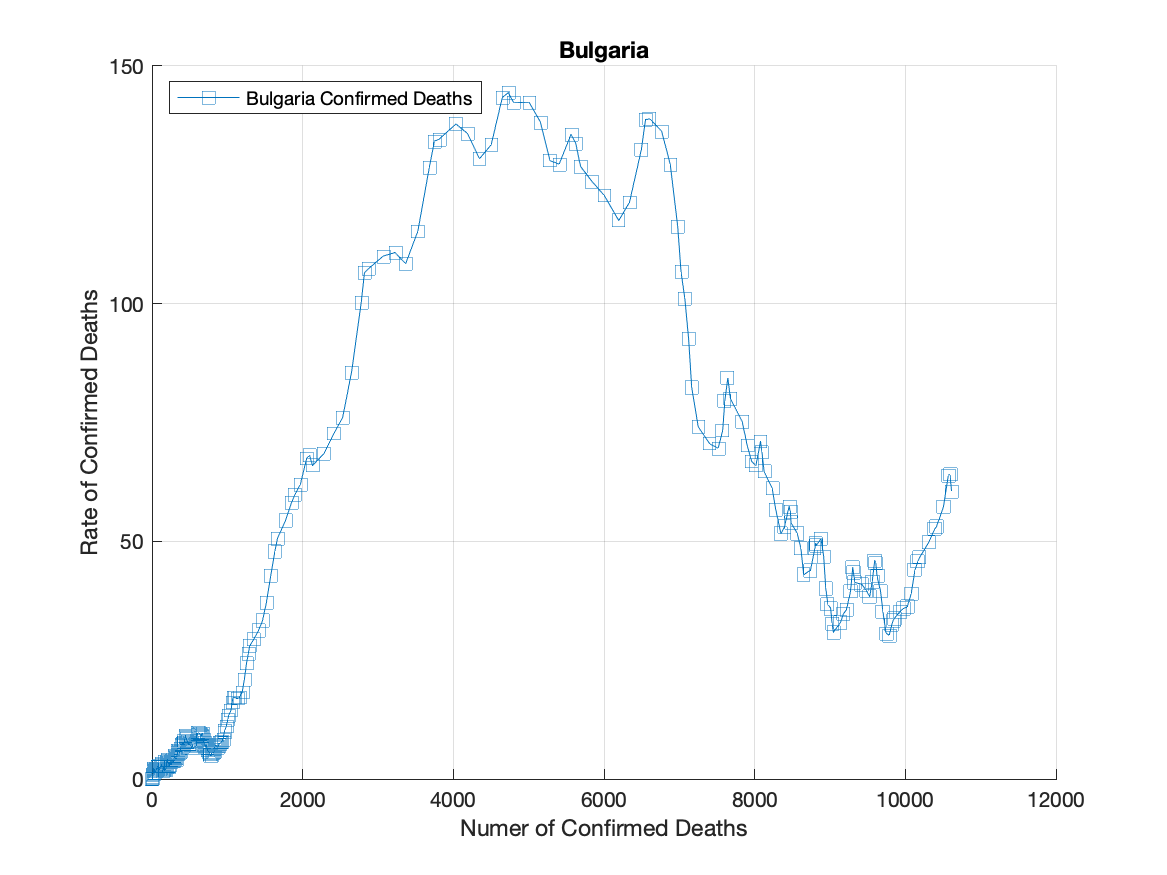 Bulgaria
Bulgaria Confirmed Deaths
150
100
50
0
Rate of Confirmed Deaths
0 2000 4000 6000 8000 10000 12000
Numer of Confirmed Deaths